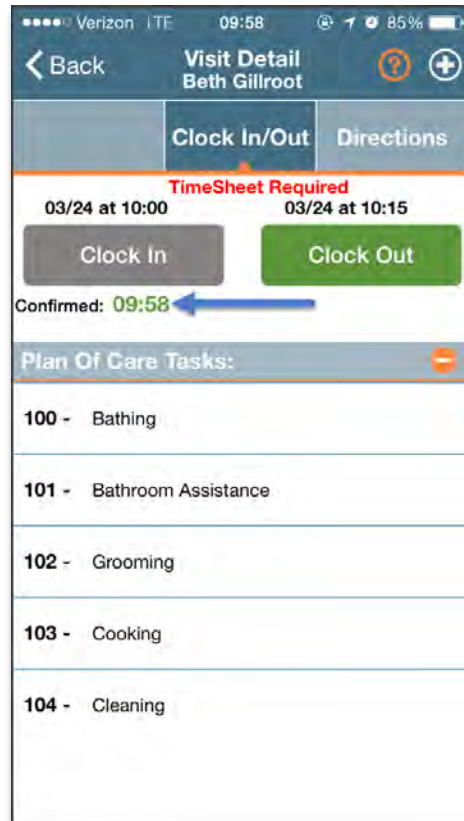 Verizon LTE 09:58 85%
Back Visit Detail
Beth Gillroot
Clock In/Out Directions
TimeSheet Required
03/24 at 10:00 03/24 at 10:15
Clock In Clock Out
Confirmed: 09:58
Plan Of Care Tasks:
100 - Bathing
101 - Bathroom Assistance
102 - Grooming
103 - Cooking
104 - Cleaning